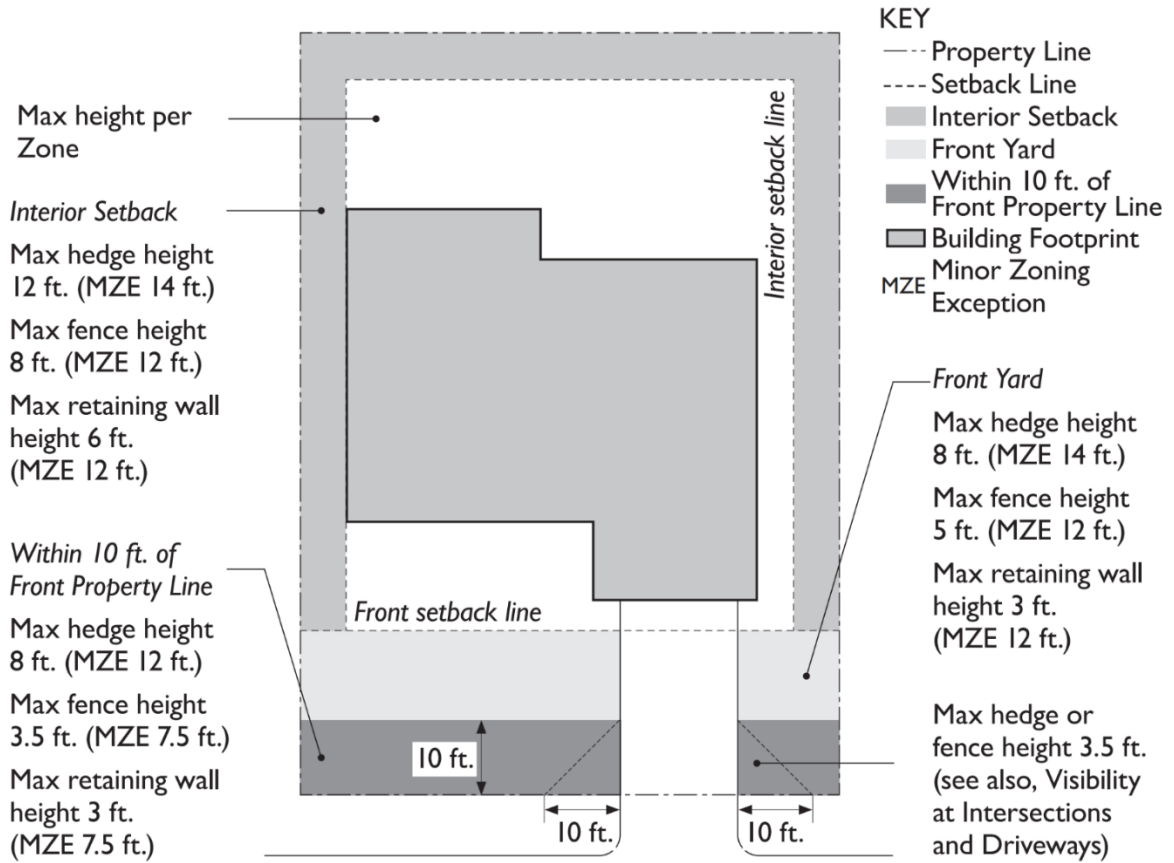 KEY
Property Line
Setback Line
Interior Setback
Front Yard
Within 10 ft. of
Front Property Line
Building Footprint
MZE Minor Zoning
Exception
Max height per
Zone
Interior Setback
Max hedge height
12 ft. (MZE 14 ft.)
Max fence height
8 ft. (MZE 12 ft.)
Max retaining wall
height 6 ft.
(MZE 12 ft.)
Within 10 ft. of
Front Property Line
Max hedge height
8 ft. (MZE 12 ft.)
Max fence height
3.5 ft. (MZE 7.5 ft.)
Max retaining wall
height 3 ft.
(MZE 7.5 ft.)
Interior setback line
Front setback line
10 ft.
10 ft.
10 ft.
Front Yard
Max hedge height
8 ft. (MZE 14 ft.)
Max fence height
5 ft. (MZE 12 ft.)
Max retaining wall
height 3 ft.
(MZE 12 ft.)
Max hedge or
fence height 3.5 ft.
(see also, Visibility
at Intersections
and Driveways)